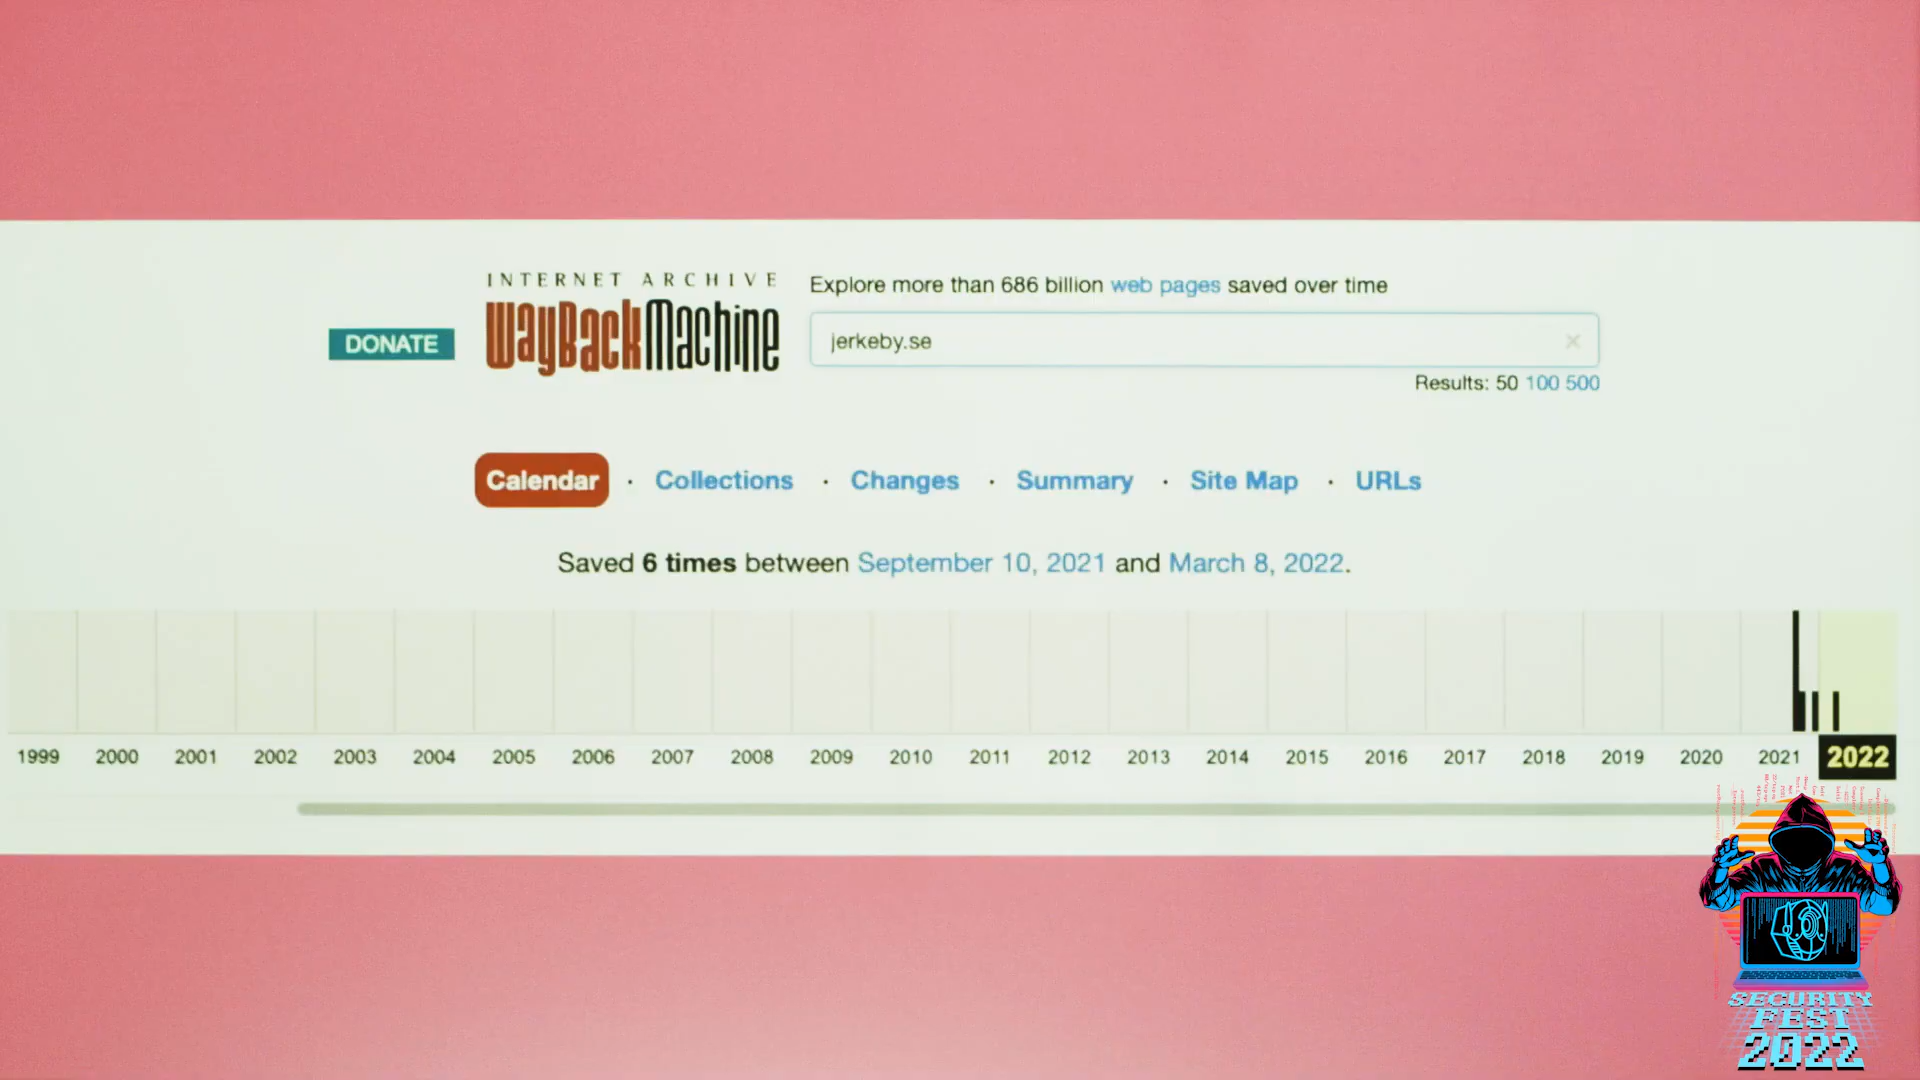 INTERNET ARCHIVE
WayBackMachine
DONATE
Explore more than 686 billion web pages saved over time
jerkeby.se
Results: 50 100 500
Calendar · Collections · Changes · Summary · Site Map · URLs
Saved 6 times between September 10, 2021 and March 8, 2022.
1999 2000 2001 2002 2003 2004 2005 2006 2007 2008 2009 2010 2011 2012 2013 2014 2015 2016 2017 2018 2019 2020 2021 2022
SECURITY
FEST
2022